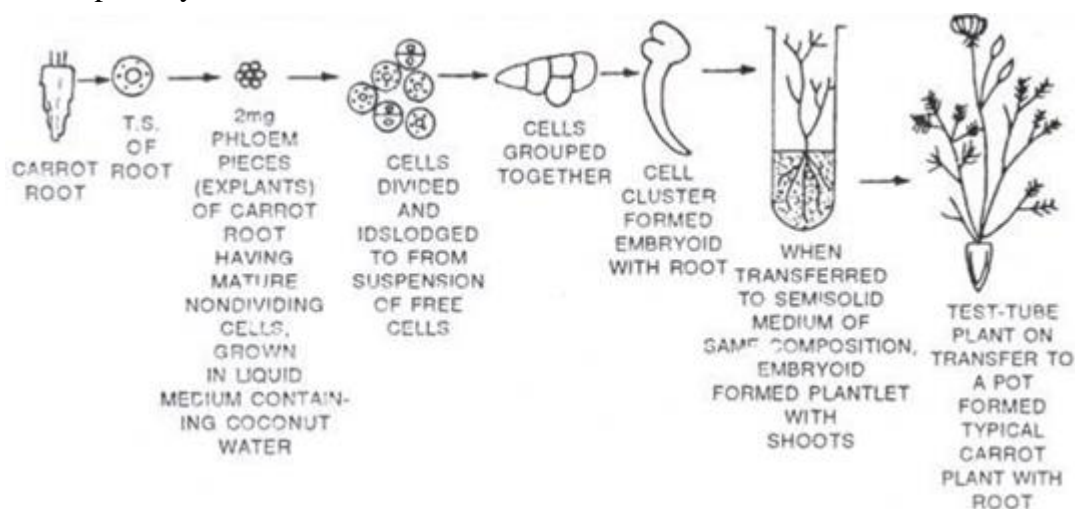 CARROT
ROOT
T.S.
OF
ROOT
2mg
PHLOEM
PIECES
(EXPLANTS)
OF CARROT
ROOT
HAVING
MATURE
NONDIVIDING
CELLS,
GROWN
IN LIQUID
MEDIUM CONTAIN-
ING COCONUT
WATER
CELLS
DIVIDED
AND
IDSLODGED
TO FROM
SUSPENSION
OF FREE
CELLS
CELLS
GROUPED
TOGETHER
CELL
CLUSTER
FORMED
EMBRYOID
WITH ROOT
WHEN
TRANSFERRED
TO SEMISOLID
MEDIUM OF
SAME COMPOSITION,
EMBRYOID
FORMED PLANTLET
WITH
SHOOTS
TEST-TUBE
PLANT ON
TRANSFER TO
A POT
FORMED
TYPICAL
CARROT
PLANT WITH
ROOT